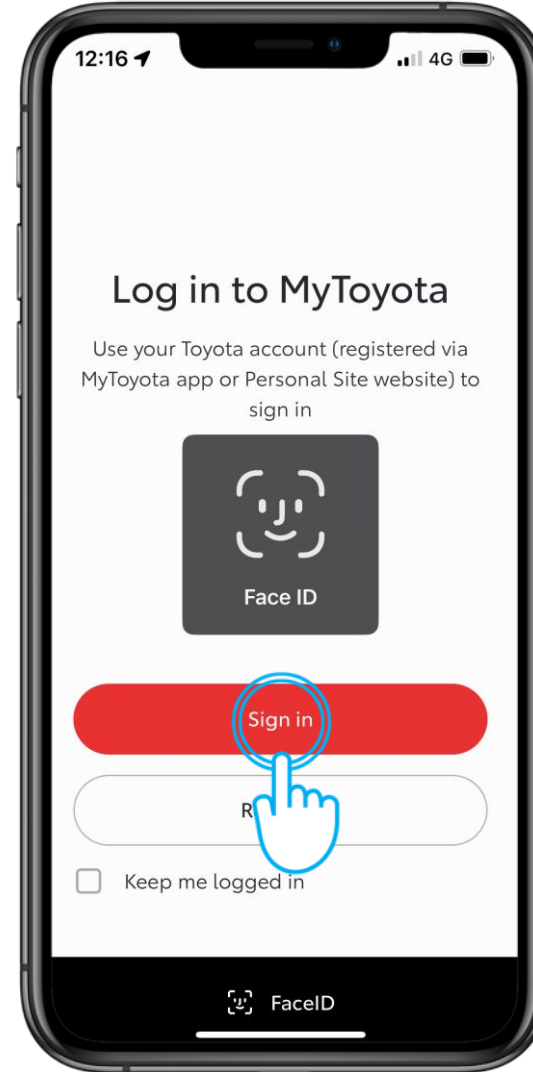 12:16 4G
Log in to MyToyota
Use your Toyota account (registered via
MyToyota app or Personal Site website) to
sign in
Face ID
Sign in
Keep me logged in
FaceID